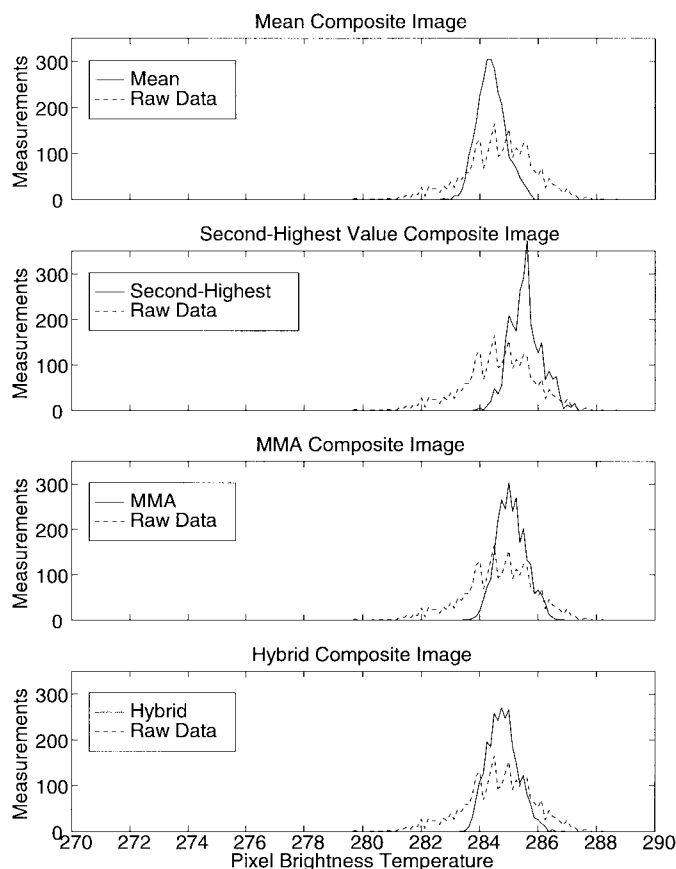 Mean Composite Image
300
200
100
0
Measurements
Mean
Raw Data
Second-Highest Value Composite Image
300
200
100
0
Measurements
Second-Highest
Raw Data
MMA Composite Image
300
200
100
0
Measurements
MMA
Raw Data
Hybrid Composite Image
300
200
100
0
Measurements
Hybrid
Raw Data
270 272 274 276 278 280 282 284 286 288 290
Pixel Brightness Temperature